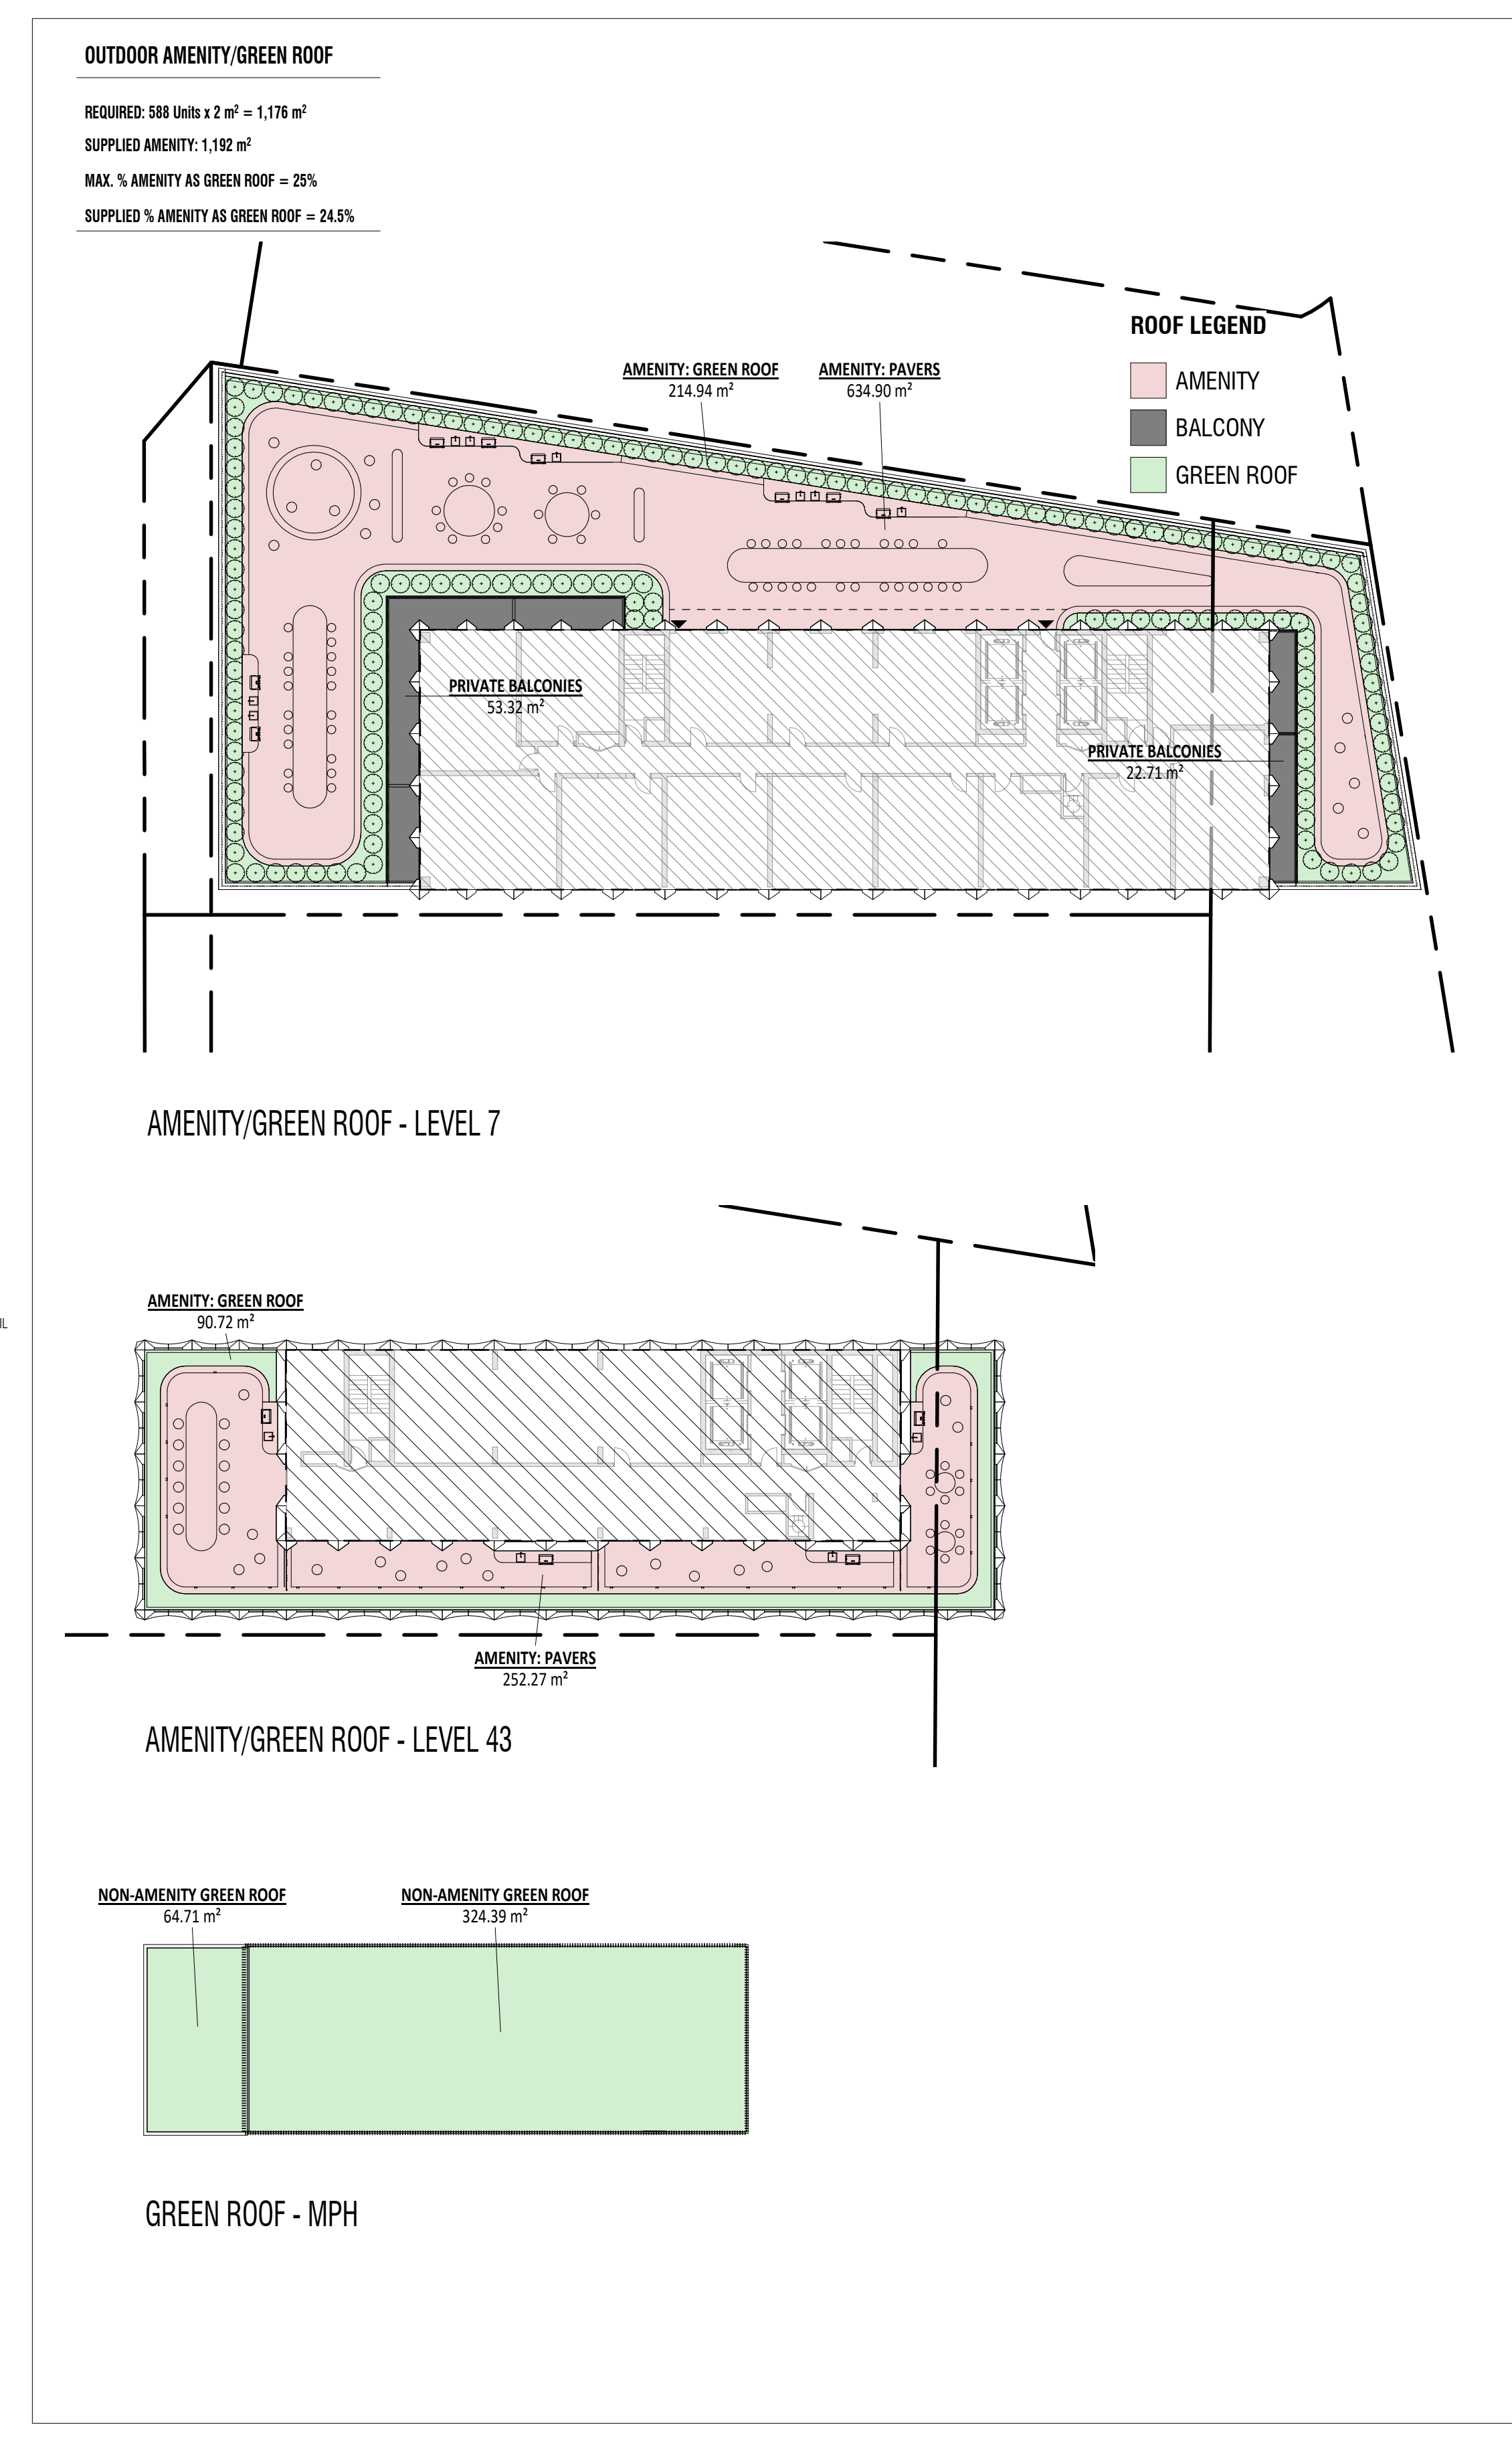 OUTDOOR AMENITY/GREEN ROOF
REQUIRED: 588 Units x 2 m² = 1,176 m²
SUPPLIED AMENITY: 1,192 m²
MAX. % AMENITY AS GREEN ROOF = 25%
SUPPLIED % AMENITY AS GREEN ROOF = 24.5%
ROOF LEGEND
AMENITY
BALCONY
GREEN ROOF
AMENITY: GREEN ROOF
214.94 m²
AMENITY: PAVERS
634.90 m²
PRIVATE BALCONIES
53.32 m²
PRIVATE BALCONIES
22.71 m²
AMENITY/GREEN ROOF - LEVEL 7
AMENITY: GREEN ROOF
90.72 m²
IL
AMENITY: PAVERS
252.27 m²
AMENITY/GREEN ROOF - LEVEL 43
NON-AMENITY GREEN ROOF
64.71 m²
NON-AMENITY GREEN ROOF
324.39 m²
GREEN ROOF - MPH